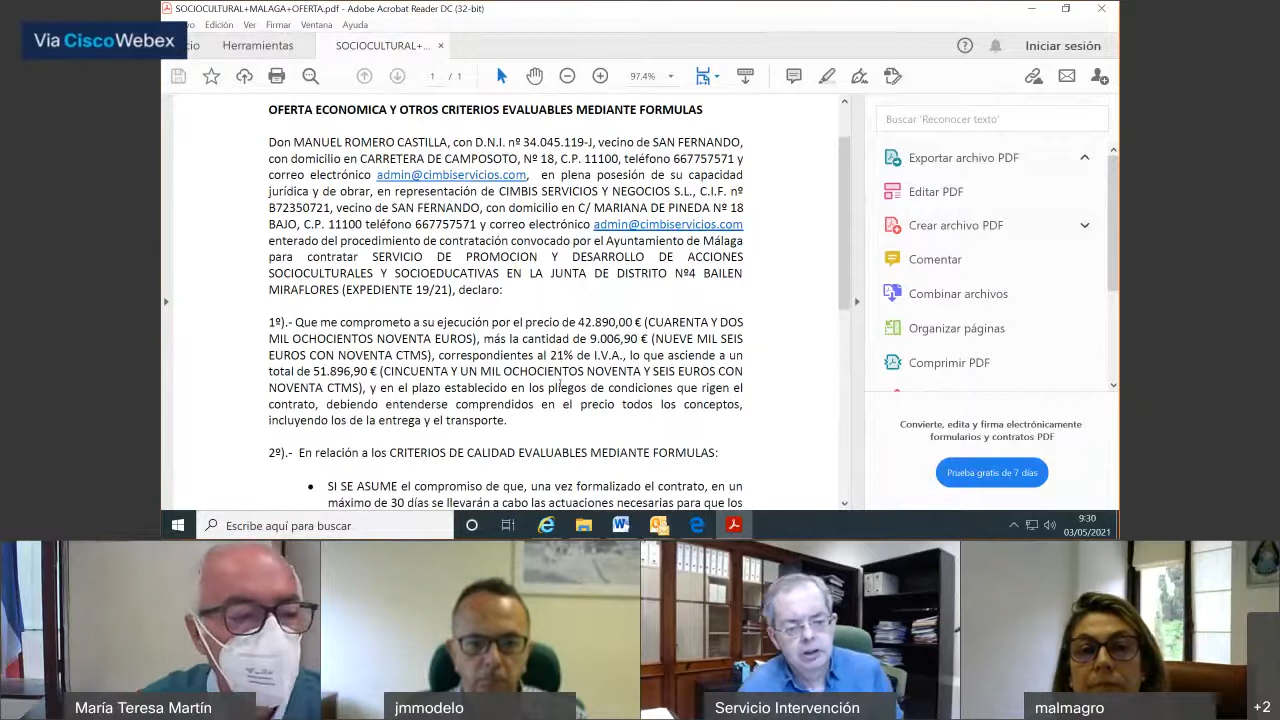 SOCIOCULTURAL+MALAGA+OFERTA.pdf - Adobe Acrobat Reader DC (32-bit)
Edición Ver Firmar Ventana Ayuda
Via CiscoWebex
Herramientas
SOCIOCULTURAL+... ×
Iniciar sesión
1 / 1
97.4%
OFERTA ECONOMICA Y OTROS CRITERIOS EVALUABLES MEDIANTE FORMULAS
Don MANUEL ROMERO CASTILLA, con D.N.I. nº 34.045.119-J, vecino de SAN FERNANDO,
con domicilio en CARRETERA DE CAMPOSOTO, Nº 18, C.P. 11100, teléfono 667757571 y
correo electrónico admin@cimbiservicios.com, en plena posesión de su capacidad
jurídica y de obrar, en representación de CIMBIS SERVICIOS Y NEGOCIOS S.L., C.I.F. nº
B72350721, vecino de SAN FERNANDO, con domicilio en C/ MARIANA DE PINEDA Nº 18
BAJO, C.P. 11100 teléfono 667757571 y correo electrónico admin@cimbiservicios.com
enterado del procedimiento de contratación convocado por el Ayuntamiento de Málaga
para contratar SERVICIO DE PROMOCION Y DESARROLLO DE ACCIONES
SOCIOCULTURALES Y SOCIOEDUCATIVAS EN LA JUNTA DE DISTRITO Nº4 BAILEN
MIRAFLORES (EXPEDIENTE 19/21), declaro:
1º).- Que me comprometo a su ejecución por el precio de 42.890,00 € (CUARENTA Y DOS
MIL OCHOCIENTOS NOVENTA EUROS), más la cantidad de 9.006,90 € (NUEVE MIL SEIS
EUROS CON NOVENTA CTMS), correspondientes al 21% de I.V.A., lo que asciende a un
total de 51.896,90 € (CINCUENTA Y UN MIL OCHOCIENTOS NOVENTA Y SEIS EUROS CON
NOVENTA CTMS), y en el plazo establecido en los pliegos de condiciones que rigen el
contrato, debiendo entenderse comprendidos en el precio todos los conceptos,
incluyendo los de la entrega y el transporte.
2º).- En relación a los CRITERIOS DE CALIDAD EVALUABLES MEDIANTE FORMULAS:
• SI SE ASUME el compromiso de que, una vez formalizado el contrato, en un
máximo de 30 días se llevarán a cabo las actuaciones necesarias para que los
Buscar 'Reconocer texto'
Exportar archivo PDF
Editar PDF
Crear archivo PDF
Comentar
Combinar archivos
Organizar páginas
Comprimir PDF
Convierte, edita y firma electrónicamente
formularios y contratos PDF
Prueba gratis de 7 días
Escribe aquí para buscar
9:30
03/05/2021
María Teresa Martín
jmmodelo
Servicio Intervención
malmagro
+2